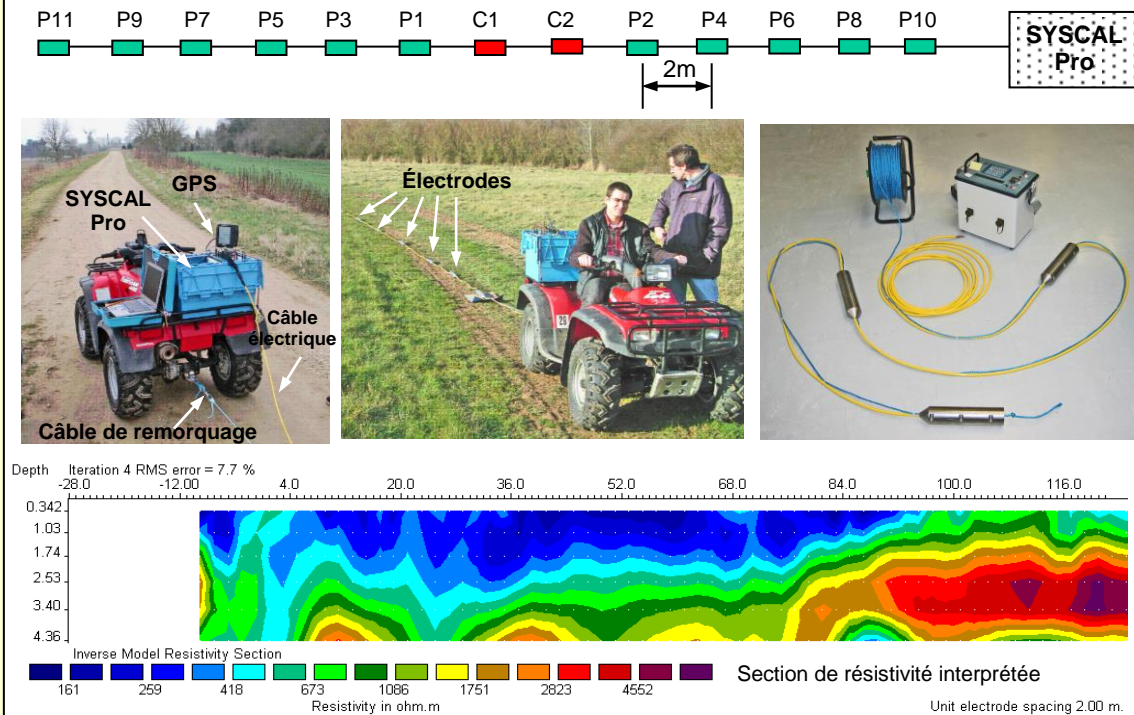 P11 P9 P7 P5 P3 P1 C1 C2 P2 P4 P6 P8 P10
SYSCAL
Pro
2m
GPS
SYSCAL
Pro
Câble
électrique
Câble de remorquage
Électrodes
28
Depth Iteration 4 RMS error = 7.7 %
-28.0 -12.00 4.0 20.0 36.0 52.0 68.0 84.0 100.0 116.0
0.342
1.03
1.74
2.53
3.40
4.36
Inverse Model Resistivity Section
161 259 418 673 1086 1751 2823 4552
Resistivity in ohm.m
Section de résistivité interprétée
Unit electrode spacing 2.00 m.